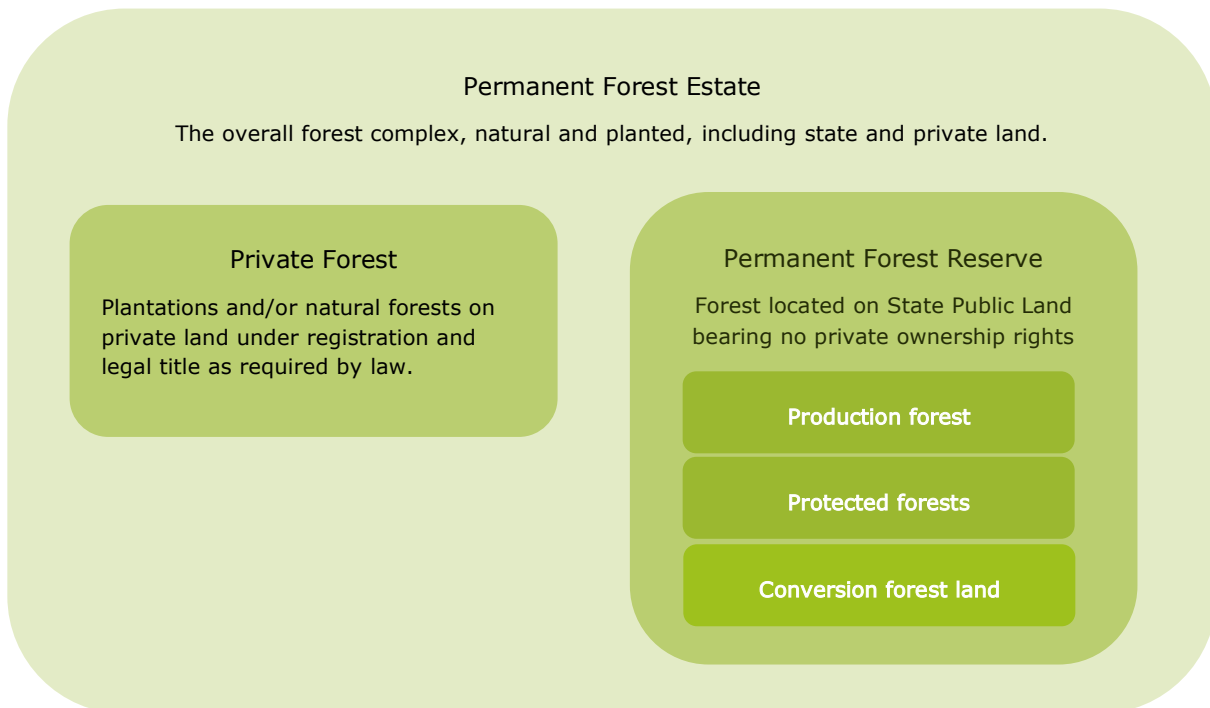 Permanent Forest Estate
The overall forest complex, natural and planted, including state and private land.
Private Forest
Plantations and/or natural forests on
private land under registration and
legal title as required by law.
Permanent Forest Reserve
Forest located on State Public Land
bearing no private ownership rights
Production forest
Protected forests
Conversion forest land